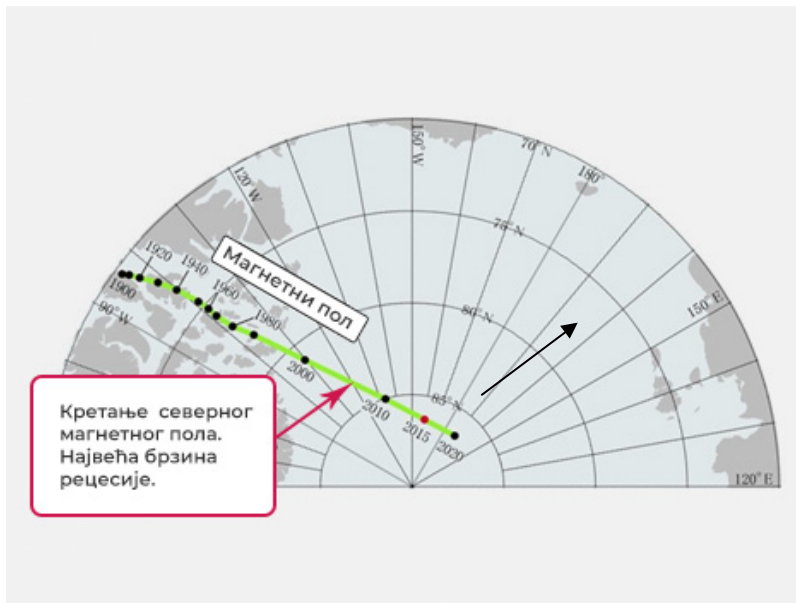 150°W
70°N
180°
120°W
75°N
Магнетни пол
1920
1940
1960
1980
1900
90°W
80°N
150°E
2000
85°N
2010
2015
2020
Кретање северног
магнетног пола.
Највећа брзина
рецесије.
120°E